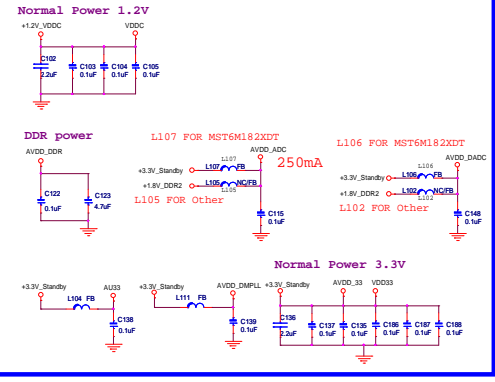 Normal Power 1.2V
+1.2V_VDDC VDDC
C102 2.2uF
C103 0.1uF
C104 0.1uF
C105 0.1uF
DDR power
AVDD_DDR
C122 0.1uF
C123 4.7uF
L107 FOR MST6M182XDT
AVDD_ADC
L107
+3.3V_Standby L107 FB
250mA
+1.8V_DDR2 L105 NC/FB
L105
L105 FOR Other
C115 0.1uF
L106 FOR MST6M182XDT
AVDD_DADC
L106
+3.3V_Standby L106 FB
+1.8V_DDR2 L102 NC/FB
L102
L102 FOR Other
C148 0.1uF
Normal Power 3.3V
+3.3V_Standby AU33
L104 FB
C138 0.1uF
+3.3V_Standby AVDD_DMPLL
L111 FB
C139 0.1uF
+3.3V_Standby AVDD_33 VDD33
C136 2.2uF
C137 0.1uF
C135 0.1uF
C186 0.1uF
C187 0.1uF
C188 0.1uF